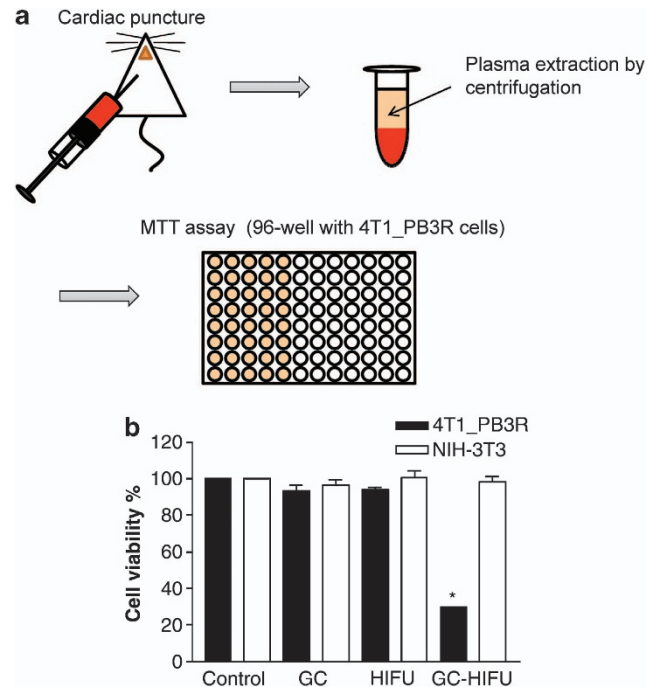 a
Cardiac puncture
Plasma extraction by
centrifugation
MTT assay (96-well with 4T1_PB3R cells)
b
4T1_PB3R
NIH-3T3
120
100
80
60
40
20
0
Cell viability %
*
Control GC HIFU GC-HIFU